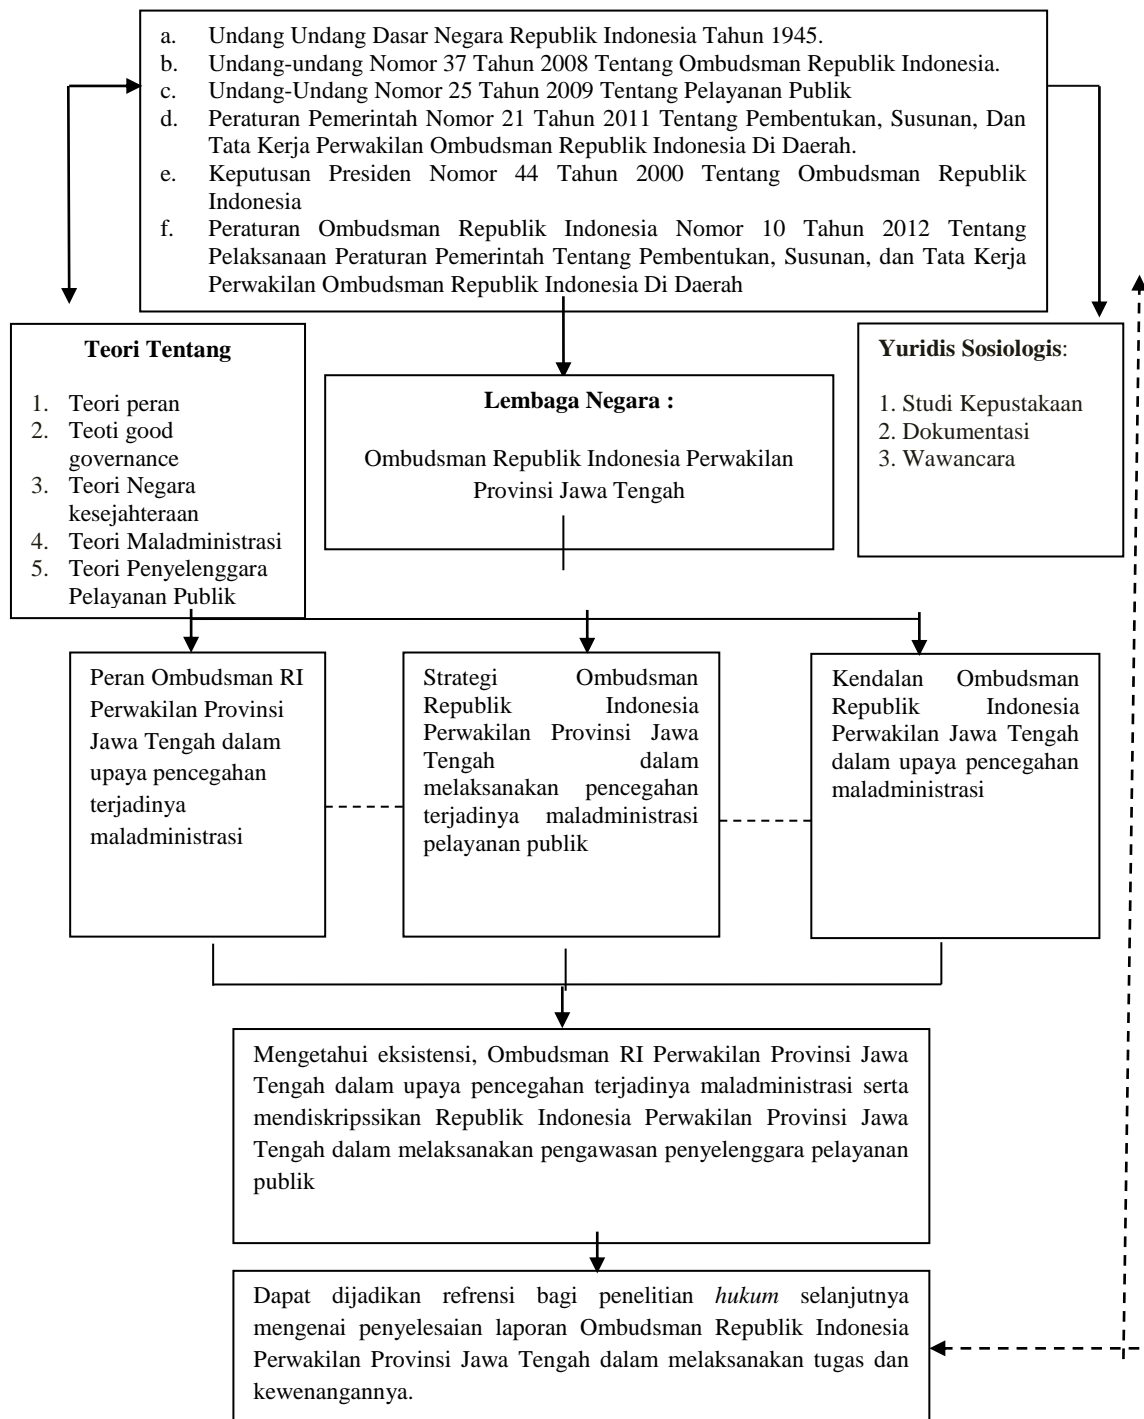 a. Undang Undang Dasar Negara Republik Indonesia Tahun 1945.
b. Undang-undang Nomor 37 Tahun 2008 Tentang Ombudsman Republik Indonesia.
c. Undang-Undang Nomor 25 Tahun 2009 Tentang Pelayanan Publik
d. Peraturan Pemerintah Nomor 21 Tahun 2011 Tentang Pembentukan, Susunan, Dan
Tata Kerja Perwakilan Ombudsman Republik Indonesia Di Daerah.
e. Keputusan Presiden Nomor 44 Tahun 2000 Tentang Ombudsman Republik
Indonesia
f. Peraturan Ombudsman Republik Indonesia Nomor 10 Tahun 2012 Tentang
Pelaksanaan Peraturan Pemerintah Tentang Pembentukan, Susunan, dan Tata Kerja
Perwakilan Ombudsman Republik Indonesia Di Daerah
Teori Tentang
1. Teori peran
2. Teoti good
governance
3. Teori Negara
kesejahteraan
4. Teori Maladministrasi
5. Teori Penyelenggara
Pelayanan Publik
Lembaga Negara :
Ombudsman Republik Indonesia Perwakilan
Provinsi Jawa Tengah
Yuridis Sosiologis:
1. Studi Kepustakaan
2. Dokumentasi
3. Wawancara
Peran Ombudsman RI
Perwakilan Provinsi
Jawa Tengah dalam
upaya pencegahan
terjadinya
maladministrasi
Strategi Ombudsman
Republik Indonesia
Perwakilan Provinsi Jawa
Tengah dalam
melaksanakan pencegahan
terjadinya maladministrasi
pelayanan publik
Kendalan Ombudsman
Republik Indonesia
Perwakilan Jawa Tengah
dalam upaya pencegahan
maladministrasi
Mengetahui eksistensi, Ombudsman RI Perwakilan Provinsi Jawa
Tengah dalam upaya pencegahan terjadinya maladministrasi serta
mendiskripssikan Republik Indonesia Perwakilan Provinsi Jawa
Tengah dalam melaksanakan pengawasan penyelenggara pelayanan
publik
Dapat dijadikan refrensi bagi penelitian hukum selanjutnya
mengenai penyelesaian laporan Ombudsman Republik Indonesia
Perwakilan Provinsi Jawa Tengah dalam melaksanakan tugas dan
kewenangannya.